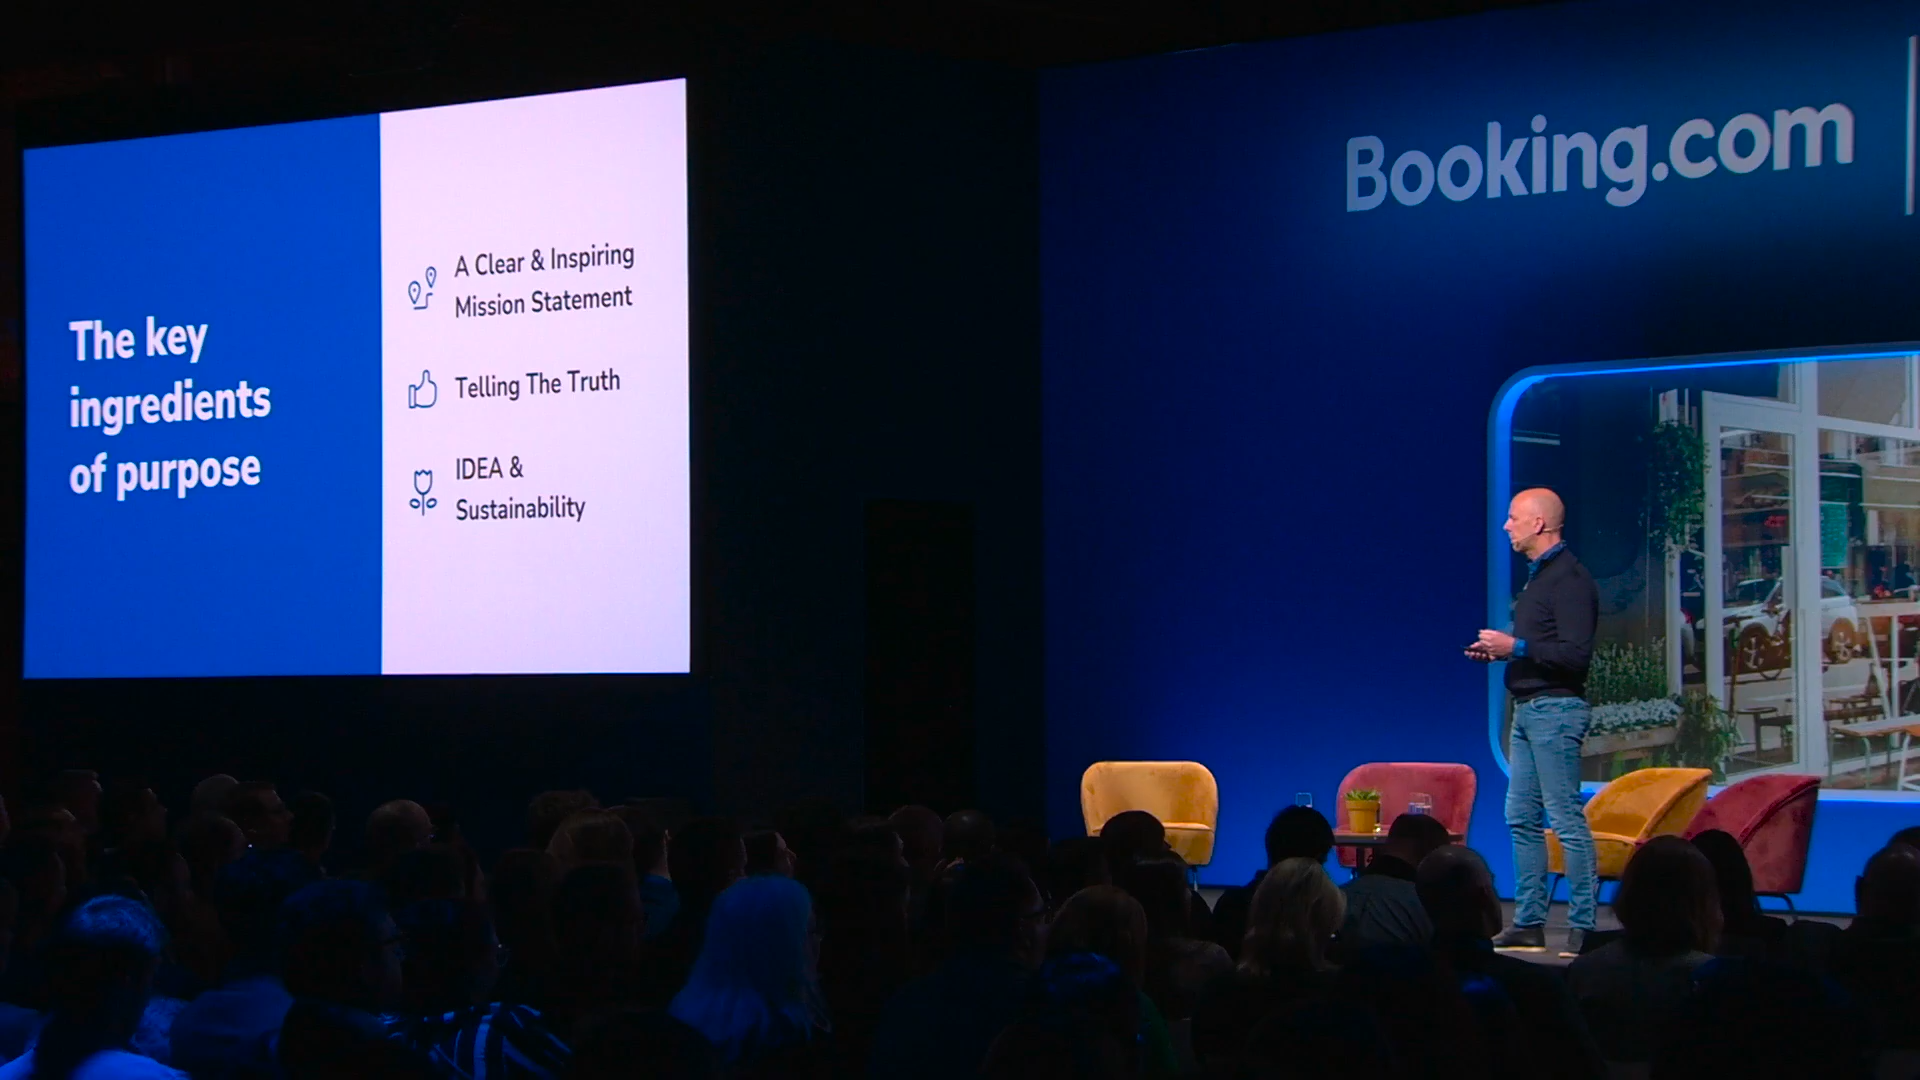 The key
ingredients
of purpose
A Clear & Inspiring
Mission Statement
Telling The Truth
IDEA &
Sustainability
Booking.com